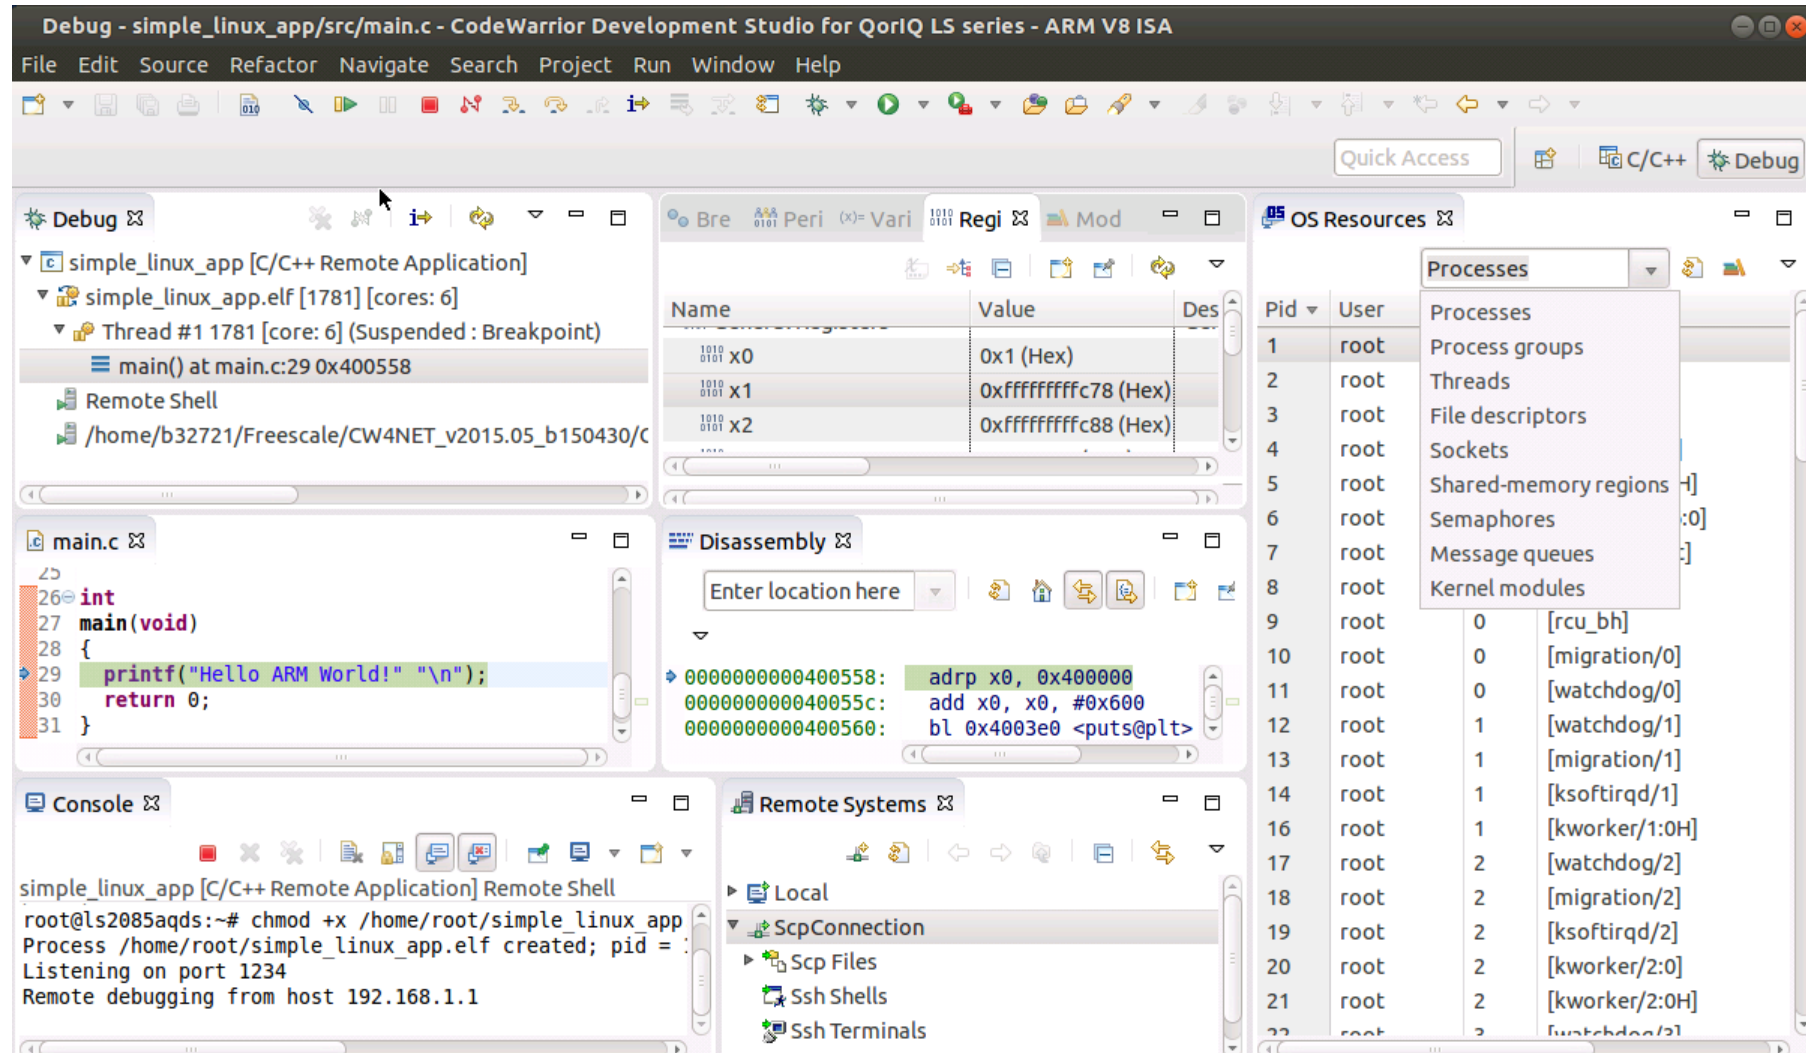 Debug - simple_linux_app/src/main.c - CodeWarrior Development Studio for QorIQ LS series - ARM V8 ISA
File Edit Source Refactor Navigate Search Project Run Window Help
Quick Access
C/C++
Debug
Debug
simple_linux_app [C/C++ Remote Application]
simple_linux_app.elf [1781] [cores: 6]
Thread #1 1781 [core: 6] (Suspended : Breakpoint)
main() at main.c:29 0x400558
Remote Shell
/home/b32721/Freescale/CW4NET_v2015.05_b150430/C
Bre Peri (x)= Vari Regi Mod
Name Value Des
General Registers
x0 0x1 (Hex)
x1 0xfffffffffc78 (Hex)
x2 0xfffffffffc88 (Hex)
OS Resources
Processes
Pid User
Processes
Process groups
Threads
File descriptors
Sockets
Shared-memory regions
Semaphores
Message queues
Kernel modules
1 root
2 root
3 root
4 root ]
5 root H]
6 root :0]
7 root ]
8 root
9 root 0 [rcu_bh]
10 root 0 [migration/0]
11 root 0 [watchdog/0]
12 root 1 [watchdog/1]
13 root 1 [migration/1]
14 root 1 [ksoftirqd/1]
16 root 1 [kworker/1:0H]
17 root 2 [watchdog/2]
18 root 2 [migration/2]
19 root 2 [ksoftirqd/2]
20 root 2 [kworker/2:0]
21 root 2 [kworker/2:0H]
22 root 3 [watchdog/3]
main.c
25
26 int
27 main(void)
28 {
29 printf("Hello ARM World!" "\n");
30 return 0;
31 }
Disassembly
Enter location here
0000000000400558: adrp x0, 0x400000
000000000040055c: add x0, x0, #0x600
0000000000400560: bl 0x4003e0 <puts@plt>
Console
simple_linux_app [C/C++ Remote Application] Remote Shell
root@ls2085aqds:~# chmod +x /home/root/simple_linux_app
Process /home/root/simple_linux_app.elf created; pid = 
Listening on port 1234
Remote debugging from host 192.168.1.1
Remote Systems
Local
ScpConnection
Scp Files
Ssh Shells
Ssh Terminals